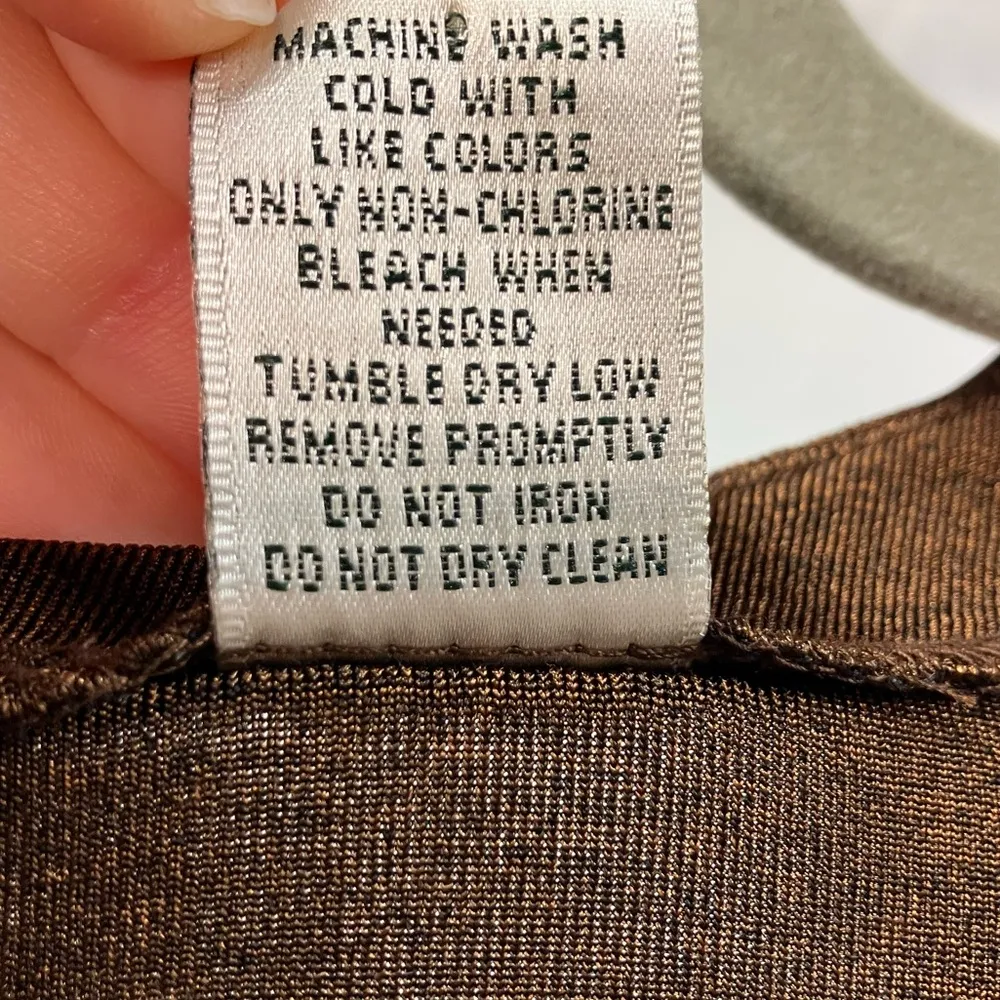 MACHINE WASH
COLD WITH
LIKE COLORS
ONLY NON-CHLORINE
BLEACH WHEN
NEEDED
TUMBLE DRY LOW
REMOVE PROMPTLY
DO NOT IRON
DO NOT DRY CLEAN